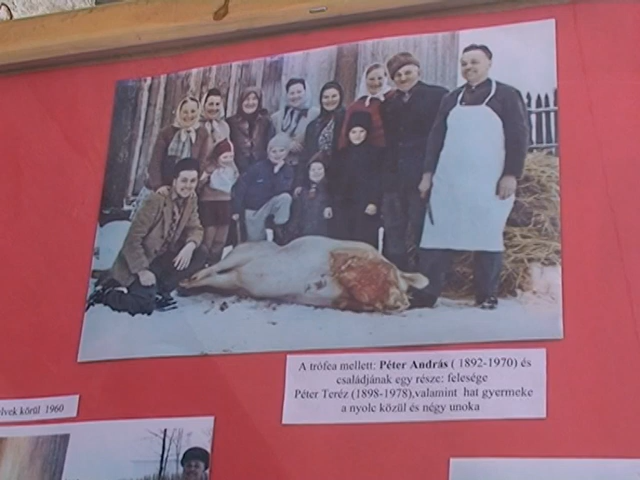 A trófea mellett: Péter András ( 1892-1970) és
családjának egy része: felesége
Péter Teréz (1898-1978),valamint hat gyermeke
a nyolc közül és négy unoka
körül 1960